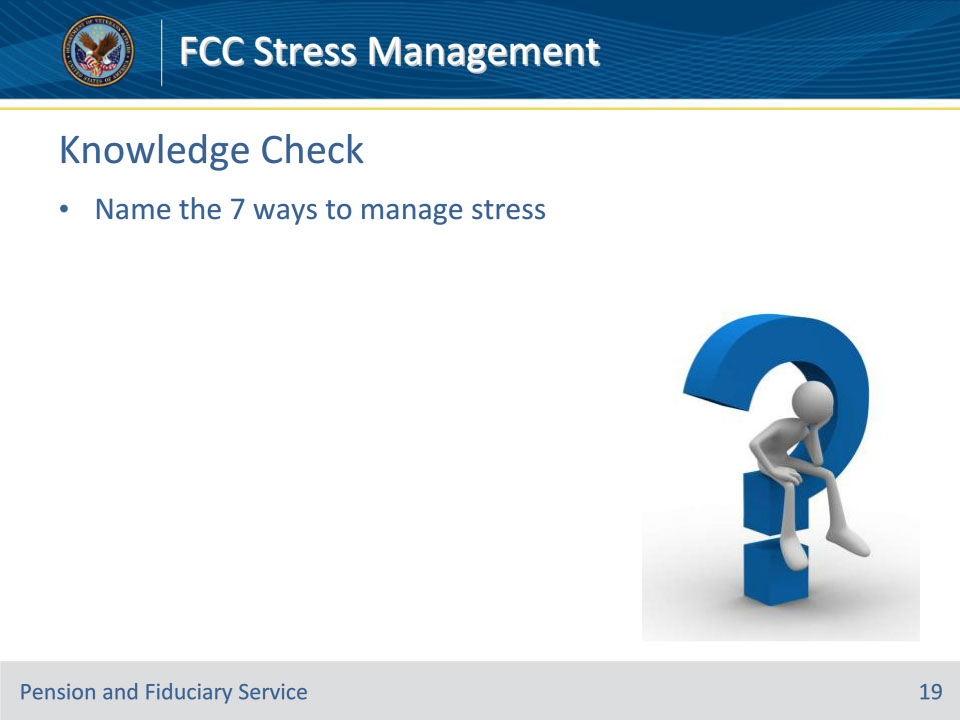 FCC Stress Management
Knowledge Check
• Name the 7 ways to manage stress
Pension and Fiduciary Service
19